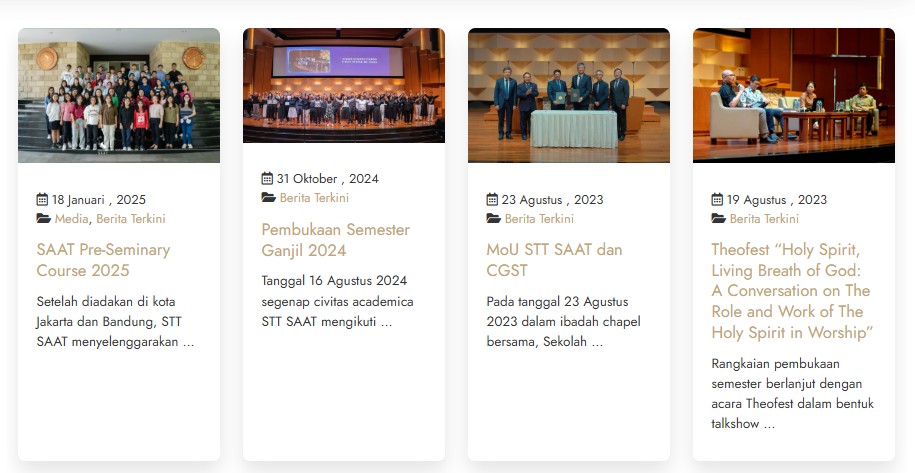 18 Januari , 2025
Media, Berita Terkini
SAAT Pre-Seminary
Course 2025
Setelah diadakan di kota
Jakarta dan Bandung, STT
SAAT menyelenggarakan ...
31 Oktober , 2024
Berita Terkini
Pembukaan Semester
Ganjil 2024
Tanggal 16 Agustus 2024
segenap civitas academica
STT SAAT mengikuti ...
23 Agustus , 2023
Berita Terkini
MoU STT SAAT dan
CGST
Pada tanggal 23 Agustus
2023 dalam ibadah chapel
bersama, Sekolah ...
19 Agustus , 2023
Berita Terkini
Theofest “Holy Spirit,
Living Breath of God:
A Conversation on The
Role and Work of The
Holy Spirit in Worship”
Rangkaian pembukaan
semester berlanjut dengan
acara Theofest dalam bentuk
talkshow ...